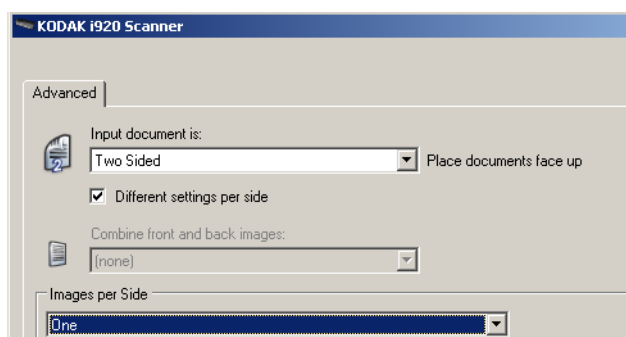 KODAK i920 Scanner
Advanced
Input document is:
2
Two Sided Place documents face up
Different settings per side
Combine front and back images:
(none)
Images per Side
One